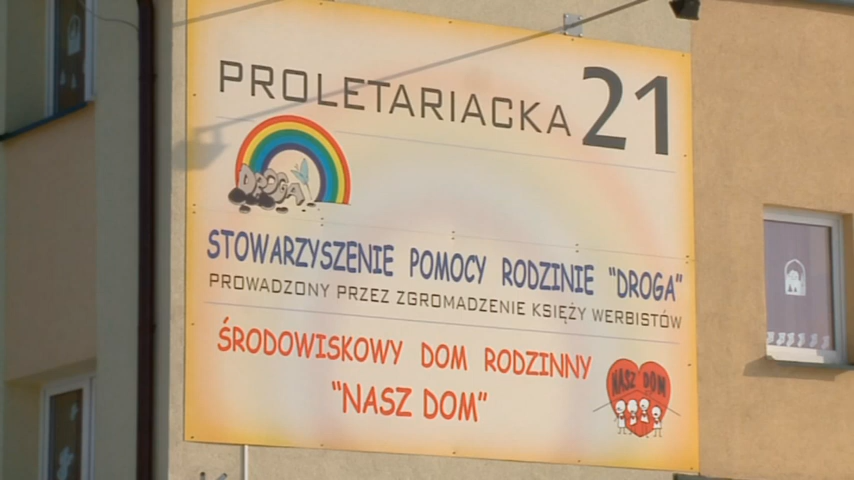 PROLETARIACKA 21
DROGA
STOWARZYSZENIE POMOCY RODZINIE "DROGA"
PROWADZONY PRZEZ ZGROMADZENIE KSIĘŻY WERBISTÓW
ŚRODOWISKOWY DOM RODZINNY
"NASZ DOM"
NASZ DOM